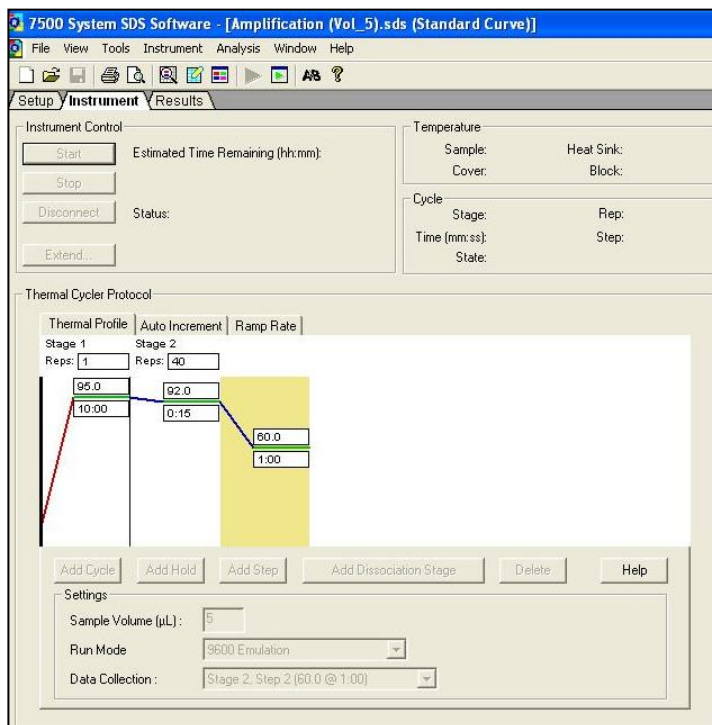 7500 System SDS Software - [Amplification (Vol_5).sds (Standard Curve)]
File View Tools Instrument Analysis Window Help
Setup Instrument Results
Instrument Control
Start
Estimated Time Remaining (hh:mm):
Stop
Disconnect
Status:
Extend...
Temperature
Sample: Heat Sink:
Cover: Block:
Cycle
Stage: Rep:
Time (mm:ss): Step:
State:
Thermal Cycler Protocol
Thermal Profile Auto Increment Ramp Rate
Stage 1 Stage 2
Reps: 1 Reps: 40
95.0 92.0
10:00 0:15
60.0
1:00
Add Cycle Add Hold Add Step Add Dissociation Stage Delete Help
Settings
Sample Volume (µL) : 5
Run Mode 9600 Emulation
Data Collection : Stage 2, Step 2 (60.0 @ 1:00)